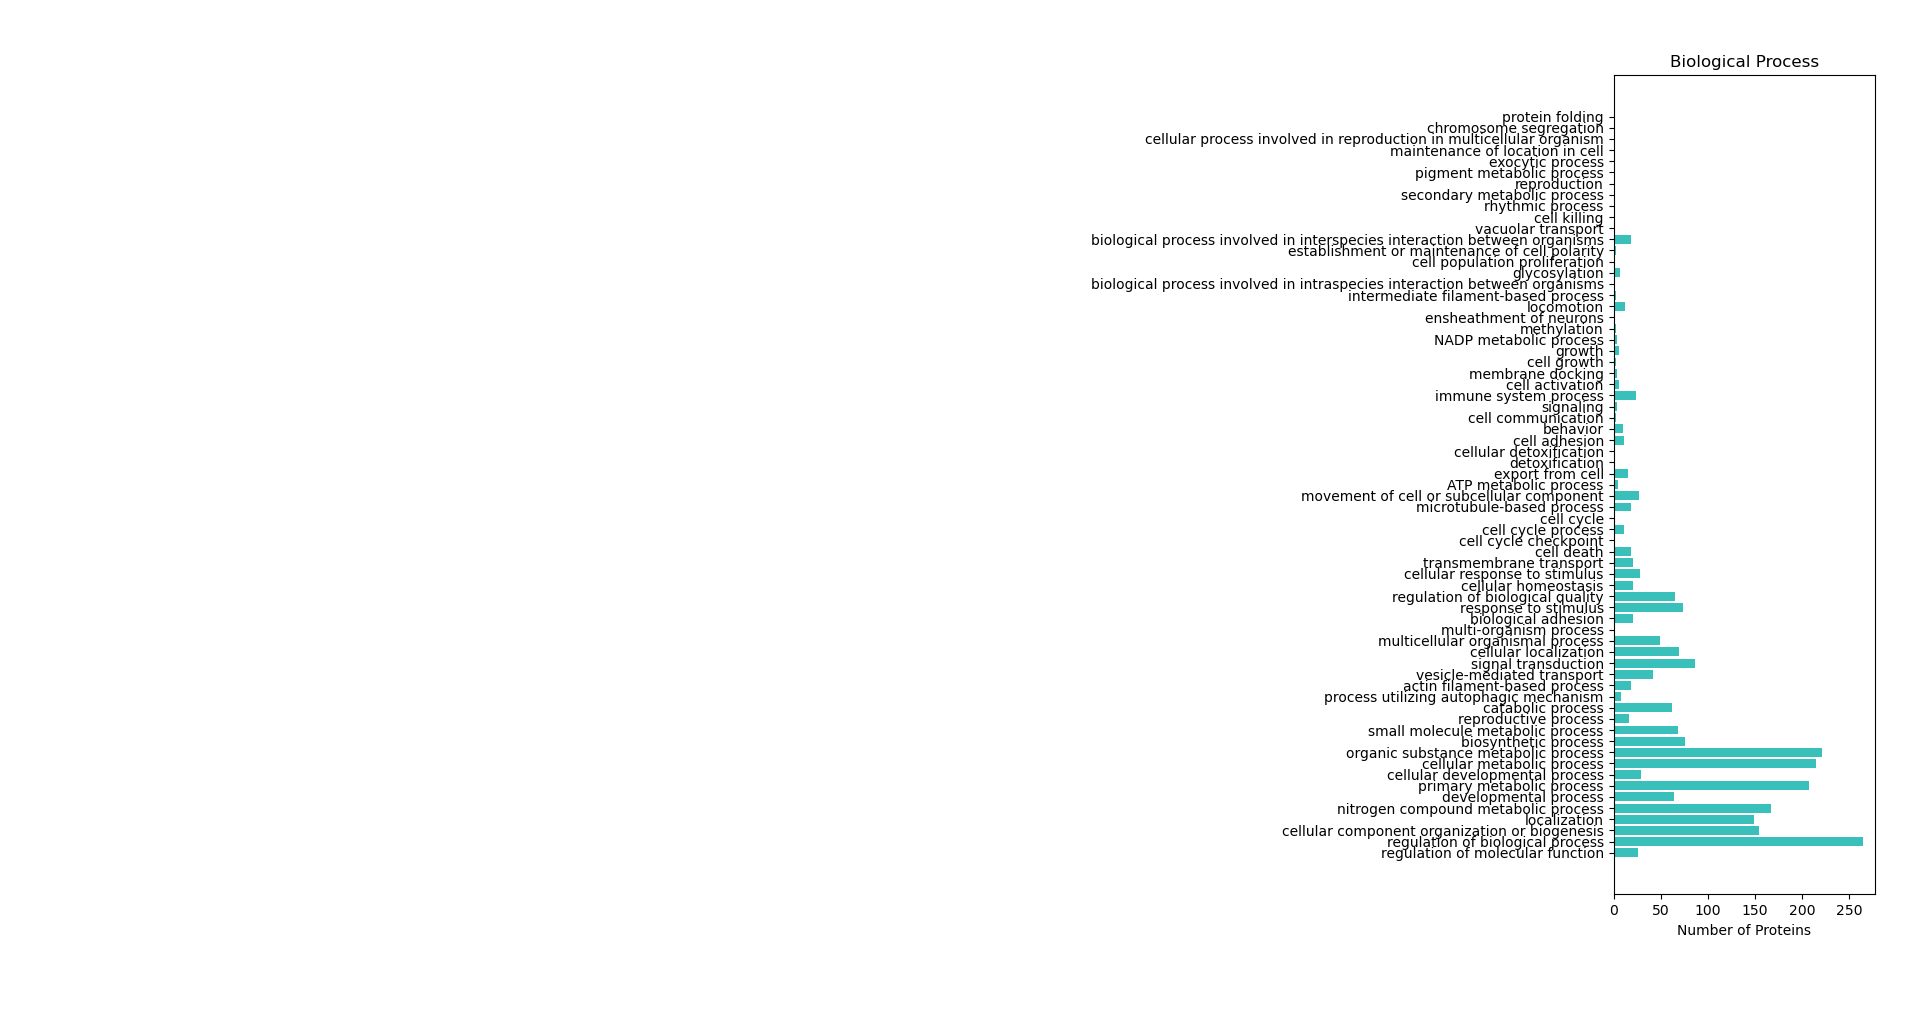 Biological Process
protein folding
chromosome segregation
cellular process involved in reproduction in multicellular organism
maintenance of location in cell
exocytic process
pigment metabolic process
reproduction
secondary metabolic process
rhythmic process
cell killing
vacuolar transport
biological process involved in interspecies interaction between organisms
establishment or maintenance of cell polarity
cell population proliferation
glycosylation
biological process involved in intraspecies interaction between organisms
intermediate filament-based process
locomotion
ensheathment of neurons
methylation
NADP metabolic process
growth
cell growth
membrane docking
cell activation
immune system process
signaling
cell communication
behavior
cell adhesion
cellular detoxification
detoxification
export from cell
ATP metabolic process
movement of cell or subcellular component
microtubule-based process
cell cycle
cell cycle process
cell cycle checkpoint
cell death
transmembrane transport
cellular response to stimulus
cellular homeostasis
regulation of biological quality
response to stimulus
biological adhesion
multi-organism process
multicellular organismal process
cellular localization
signal transduction
vesicle-mediated transport
actin filament-based process
process utilizing autophagic mechanism
catabolic process
reproductive process
small molecule metabolic process
biosynthetic process
organic substance metabolic process
cellular metabolic process
cellular developmental process
primary metabolic process
developmental process
nitrogen compound metabolic process
localization
cellular component organization or biogenesis
regulation of biological process
regulation of molecular function
0 50 100 150 200 250
Number of Proteins